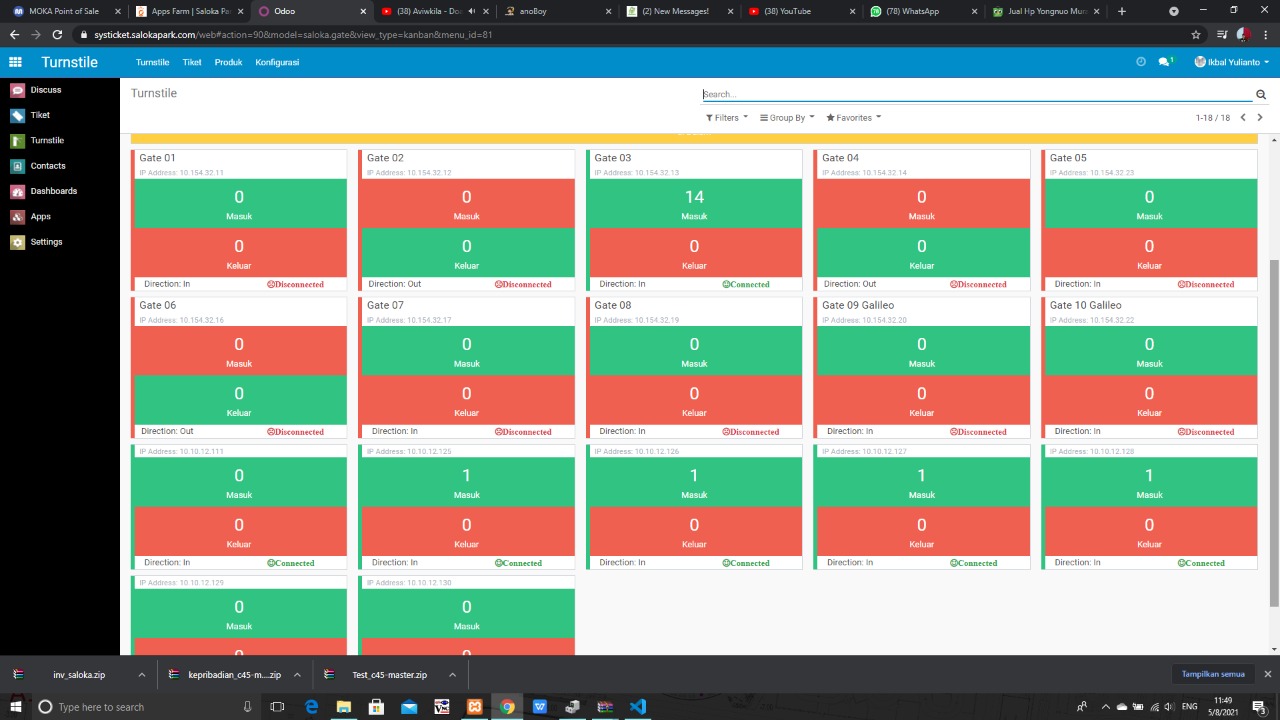 MOKA Point of Sale
Apps Farm | Saloka Pa
Odoo
(38) Aviwkila - Dou
anoBoy
(2) New Messages!
(38) YouTube
(78) WhatsApp
Jual Hp Yongnuo Mur
systicket.salokapark.com/web#action=90&model=saloka.gate&view_type=kanban&menu_id=81
Turnstile
Turnstile Tiket Produk Konfigurasi
1
Ikbal Yulianto
Discuss
Tiket
Turnstile
Contacts
Dashboards
Apps
Settings
Turnstile
Search...
Filters Group By Favorites
1-18 / 18
Gate 01
IP Address: 10.154.32.11
0
Masuk
0
Keluar
Direction: In Disconnected
Gate 02
IP Address: 10.154.32.12
0
Masuk
0
Keluar
Direction: Out Disconnected
Gate 03
IP Address: 10.154.32.13
14
Masuk
0
Keluar
Direction: In Connected
Gate 04
IP Address: 10.154.32.14
0
Masuk
0
Keluar
Direction: Out Disconnected
Gate 05
IP Address: 10.154.32.23
0
Masuk
0
Keluar
Direction: In Disconnected
Gate 06
IP Address: 10.154.32.16
0
Masuk
0
Keluar
Direction: Out Disconnected
Gate 07
IP Address: 10.154.32.17
0
Masuk
0
Keluar
Direction: In Disconnected
Gate 08
IP Address: 10.154.32.19
0
Masuk
0
Keluar
Direction: In Disconnected
Gate 09 Galileo
IP Address: 10.154.32.20
0
Masuk
0
Keluar
Direction: In Disconnected
Gate 10 Galileo
IP Address: 10.154.32.22
0
Masuk
0
Keluar
Direction: In Disconnected
IP Address: 10.10.12.111
0
Masuk
0
Keluar
Direction: In Connected
IP Address: 10.10.12.125
1
Masuk
0
Keluar
Direction: In Connected
IP Address: 10.10.12.126
1
Masuk
0
Keluar
Direction: In Connected
IP Address: 10.10.12.127
1
Masuk
0
Keluar
Direction: In Connected
IP Address: 10.10.12.128
1
Masuk
0
Keluar
Direction: In Connected
IP Address: 10.10.12.129
0
Masuk
0
IP Address: 10.10.12.130
0
Masuk
0
inv_saloka.zip
kepribadian_c45-m....zip
Test_c45-master.zip
Tampilkan semua
Type here to search
ENG
11:49
5/8/2021